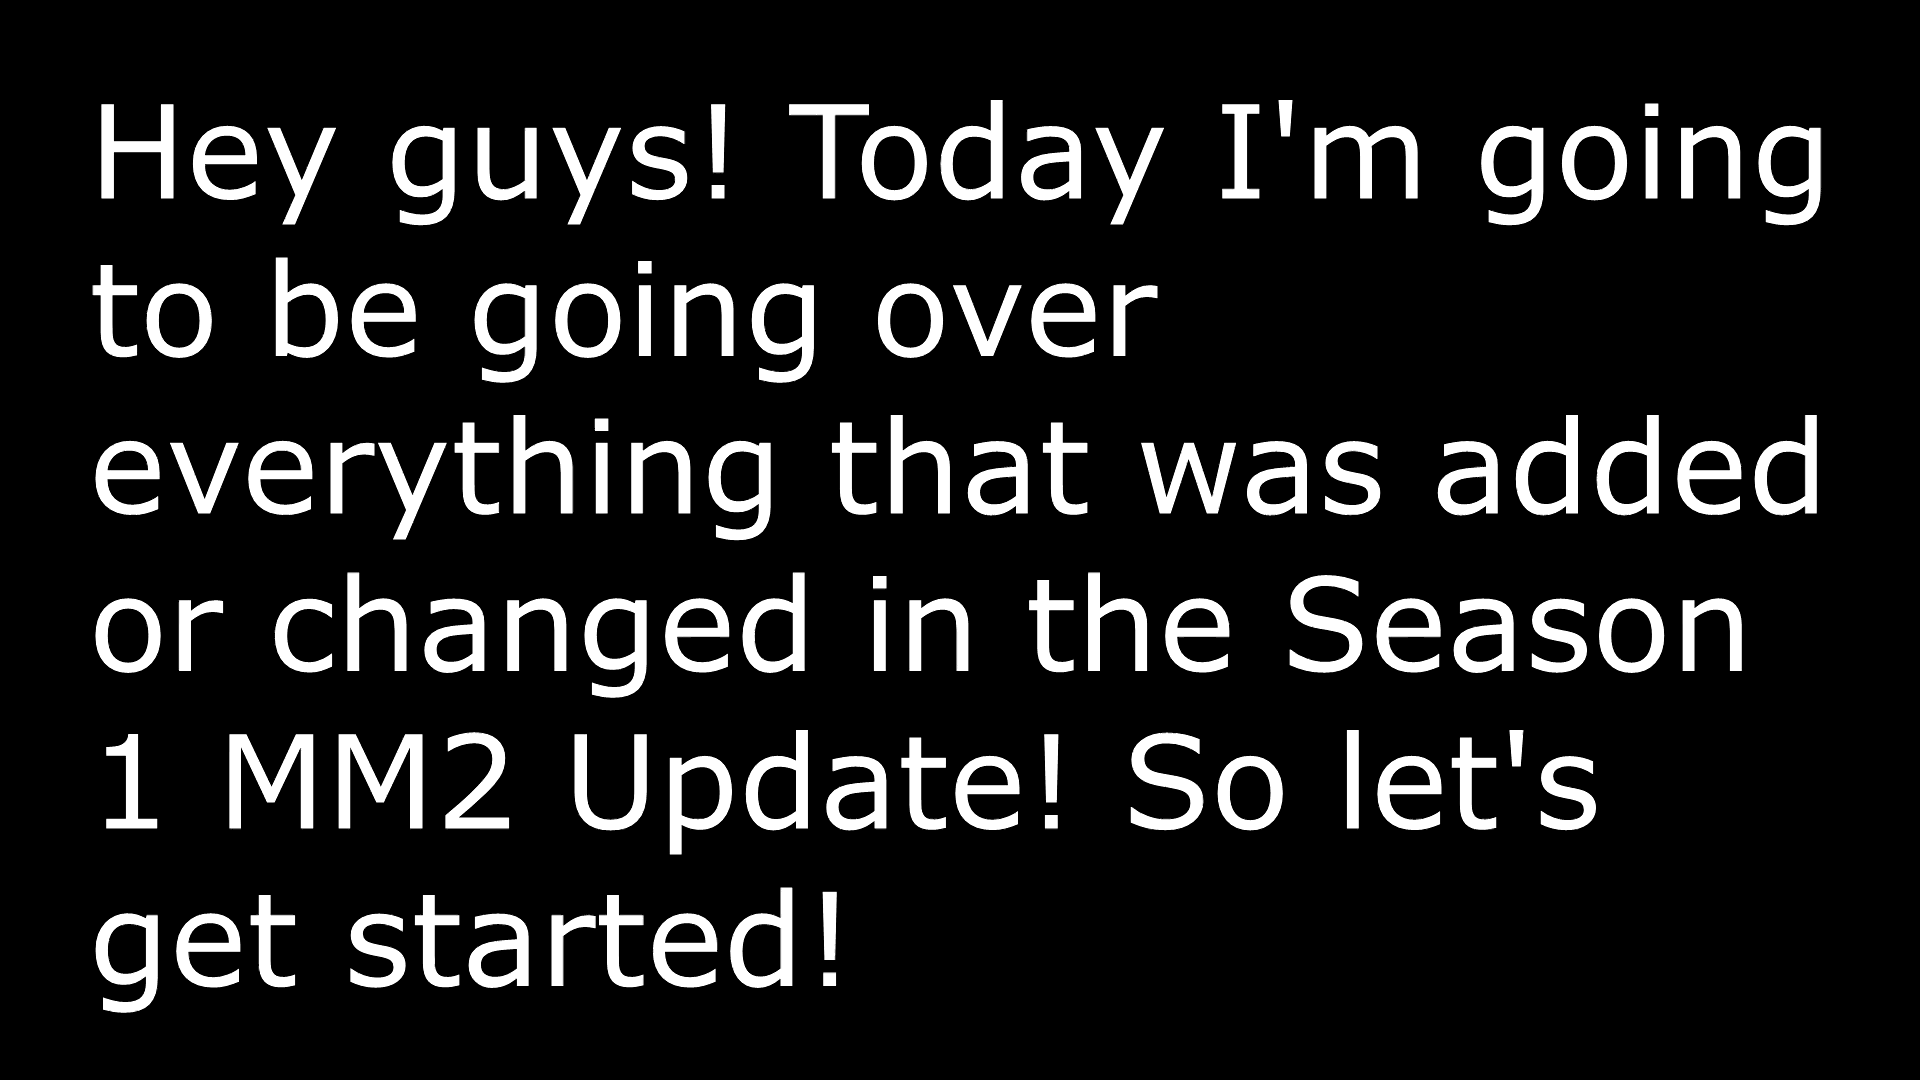 Hey guys! Today I'm going
to be going over
everything that was added
or changed in the Season
1 MM2 Update! So let's
get started!